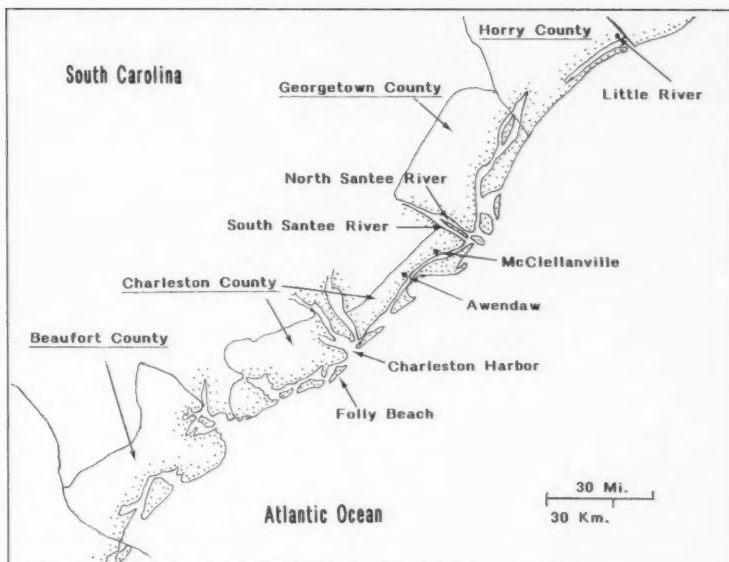 Horry County
South Carolina
Georgetown County
Little River
North Santee River
South Santee River
McClellanville
Charleston County
Awendaw
Beaufort County
Charleston Harbor
Folly Beach
30 Mi.
30 Km.
Atlantic Ocean